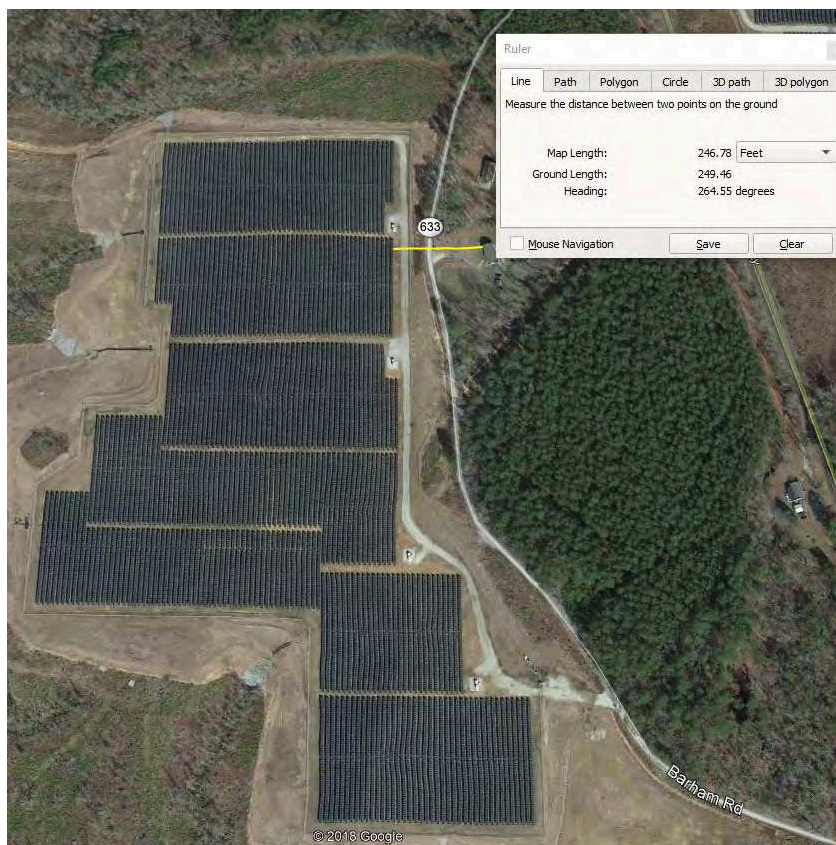 Ruler
Line Path Polygon Circle 3D path 3D polygon
Measure the distance between two points on the ground
Map Length: 246.78 Feet
Ground Length: 249.46
Heading: 264.55 degrees
Mouse Navigation Save Clear
633
Barham Rd
© 2018 Google